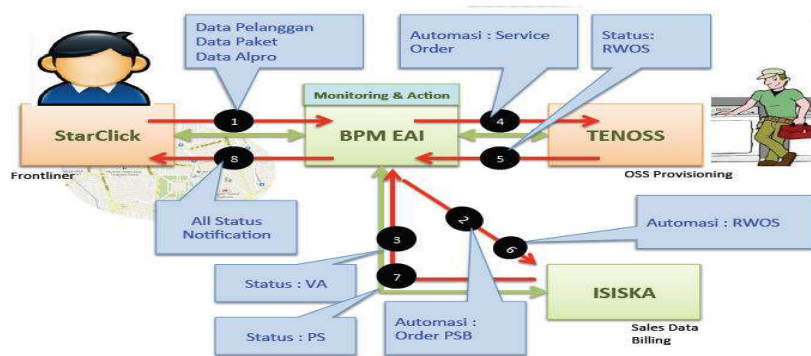 Data Pelanggan
Data Paket
Data Alpro
Automasi : Service
Order
Status:
RWOS
Monitoring & Action
StarClick
1
BPM EAI
4
TENOSS
8
5
Frontliner
OSS Provisioning
All Status
Notification
2
3
6
Automasi : RWOS
7
Status : VA
ISISKA
Status : PS
Automasi :
Order PSB
Sales Data
Billing